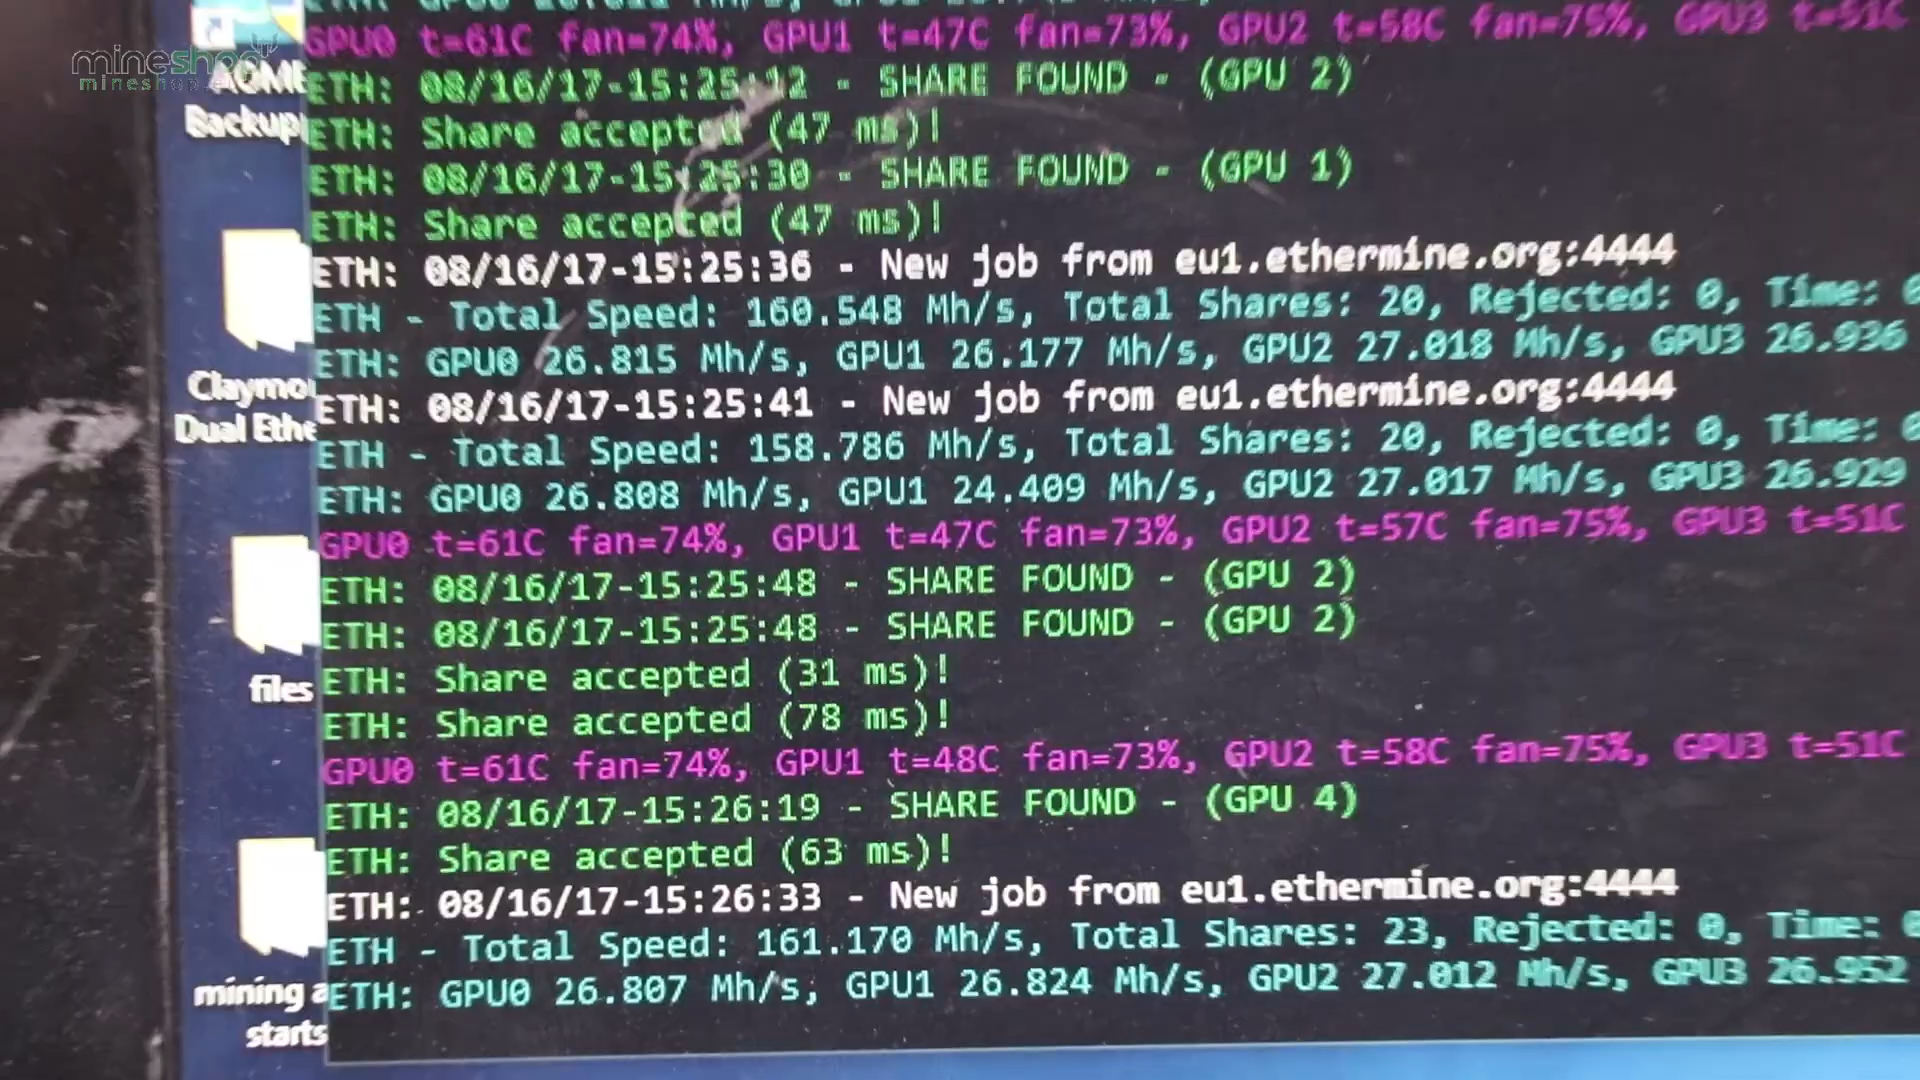 mineshop
mineshop.eu
GPU0 t=61C fan=74%, GPU1 t=47C fan=73%, GPU2 t=58C fan=75%, GPU3 t=51C
ETH: 08/16/17-15:25:12 - SHARE FOUND - (GPU 2)
Backup
ETH: Share accepted (47 ms)!
ETH: 08/16/17-15:25:30 - SHARE FOUND - (GPU 1)
ETH: Share accepted (47 ms)!
ETH: 08/16/17-15:25:36 - New job from eu1.ethermine.org:4444
ETH - Total Speed: 160.548 Mh/s, Total Shares: 20, Rejected: 0, Time: 0
ETH: GPU0 26.815 Mh/s, GPU1 26.177 Mh/s, GPU2 27.018 Mh/s, GPU3 26.936
Claymo
Dual Ethe
ETH: 08/16/17-15:25:41 - New job from eu1.ethermine.org:4444
ETH - Total Speed: 158.786 Mh/s, Total Shares: 20, Rejected: 0, Time: 0
ETH: GPU0 26.808 Mh/s, GPU1 24.409 Mh/s, GPU2 27.017 Mh/s, GPU3 26.929
GPU0 t=61C fan=74%, GPU1 t=47C fan=73%, GPU2 t=57C fan=75%, GPU3 t=51C
ETH: 08/16/17-15:25:48 - SHARE FOUND - (GPU 2)
ETH: 08/16/17-15:25:48 - SHARE FOUND - (GPU 2)
files
ETH: Share accepted (31 ms)!
ETH: Share accepted (78 ms)!
GPU0 t=61C fan=74%, GPU1 t=48C fan=73%, GPU2 t=58C fan=75%, GPU3 t=51C
ETH: 08/16/17-15:26:19 - SHARE FOUND - (GPU 4)
ETH: Share accepted (63 ms)!
ETH: 08/16/17-15:26:33 - New job from eu1.ethermine.org:4444
ETH - Total Speed: 161.170 Mh/s, Total Shares: 23, Rejected: 0, Time: 0
ETH: GPU0 26.807 Mh/s, GPU1 26.824 Mh/s, GPU2 27.012 Mh/s, GPU3 26.952
mining a
starts